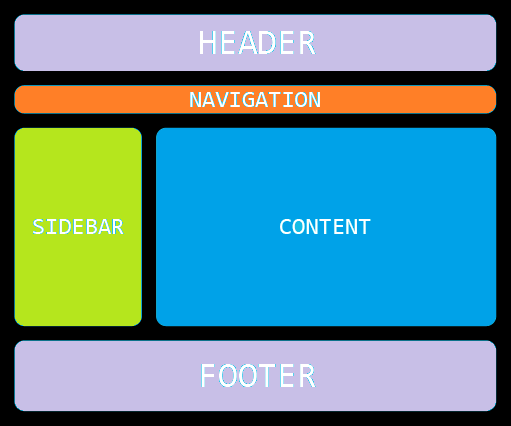 HEADER
NAVIGATION
SIDEBAR
CONTENT
FOOTER